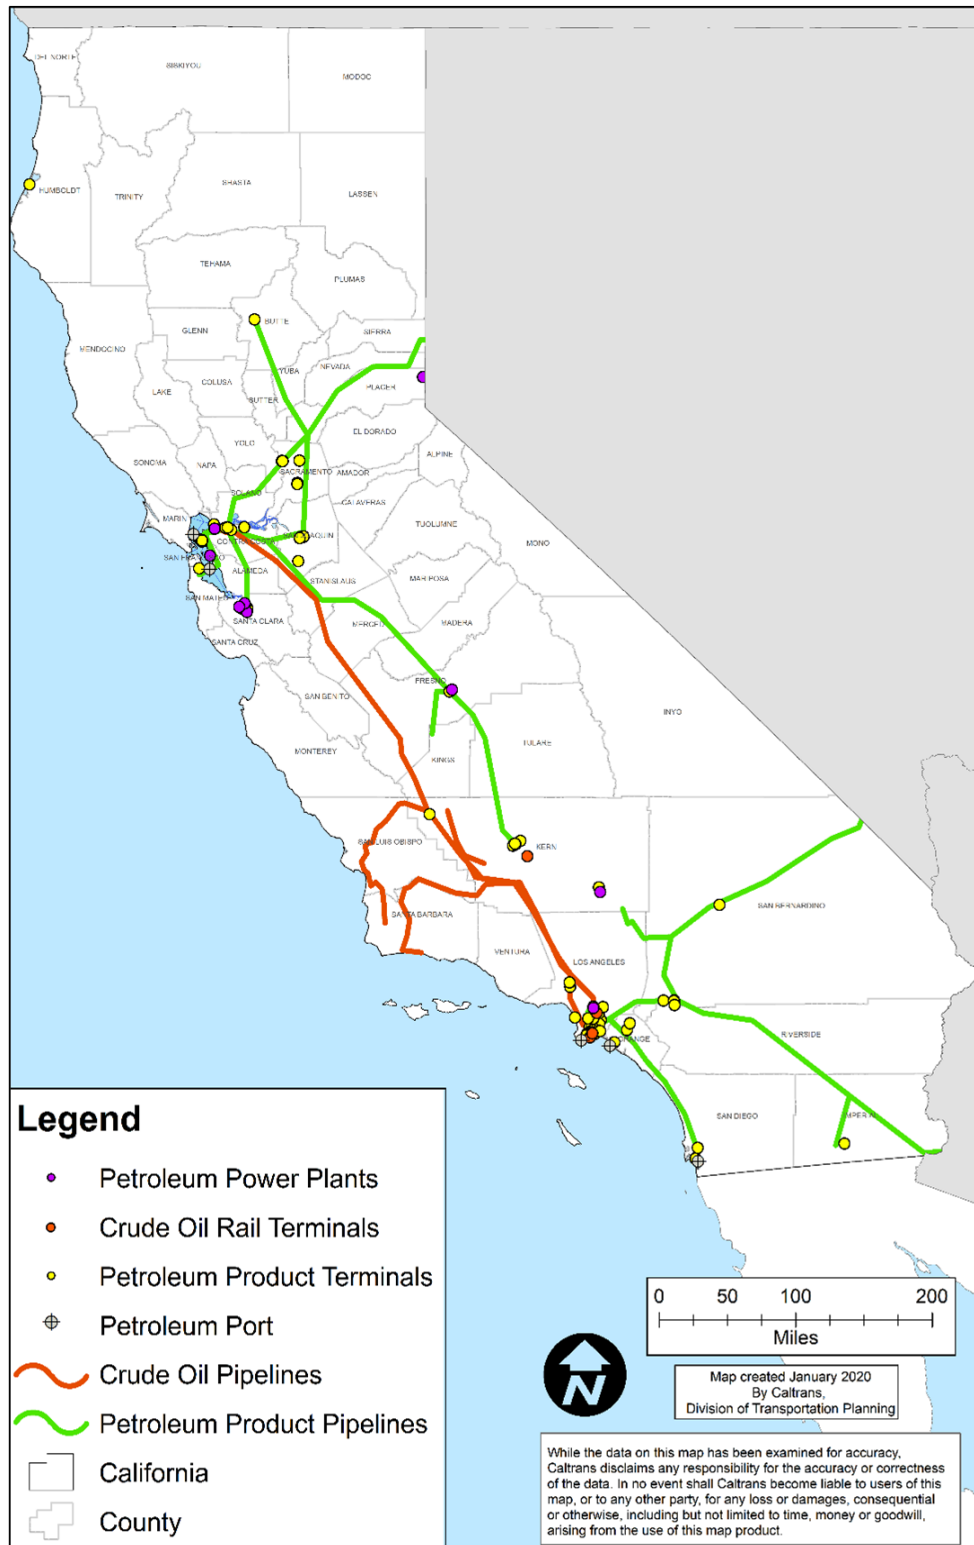 DEL NORTE
SISKIYOU
MODOC
HUMBOLDT
TRINITY
SHASTA
LASSEN
TEHAMA
PLUMAS
BUTTE
GLENN
SIERRA
MENDOCINO
NEVADA
YUBA
COLUSA
PLACER
LAKE
SUTTER
EL DORADO
YOLO
SONOMA
NAPA
ALPINE
SACRAMENTO
AMADOR
SOLANO
CALAVERAS
MARIN
TUOLUMNE
SAN JOAQUIN
CONTRA COSTA
MONO
SAN FRANCISCO
ALAMEDA
STANISLAUS
MARIPOSA
SAN MATEO
SANTA CLARA
MERCED
MADERA
SANTA CRUZ
FRESNO
SAN BENITO
INYO
TULARE
MONTEREY
KINGS
SAN LUIS OBISPO
KERN
SAN BERNARDINO
SANTA BARBARA
VENTURA
LOS ANGELES
RIVERSIDE
ORANGE
SAN DIEGO
IMPERIAL
Legend
Petroleum Power Plants
Crude Oil Rail Terminals
Petroleum Product Terminals
Petroleum Port
Crude Oil Pipelines
Petroleum Product Pipelines
California
County
0 50 100 200
Miles
N
Map created January 2020
By Caltrans,
Division of Transportation Planning
While the data on this map has been examined for accuracy,
Caltrans disclaims any responsibility for the accuracy or correctness
of the data. In no event shall Caltrans become liable to users of this
map, or to any other party, for any loss or damages, consequential
or otherwise, including but not limited to time, money or goodwill,
arising from the use of this map product.